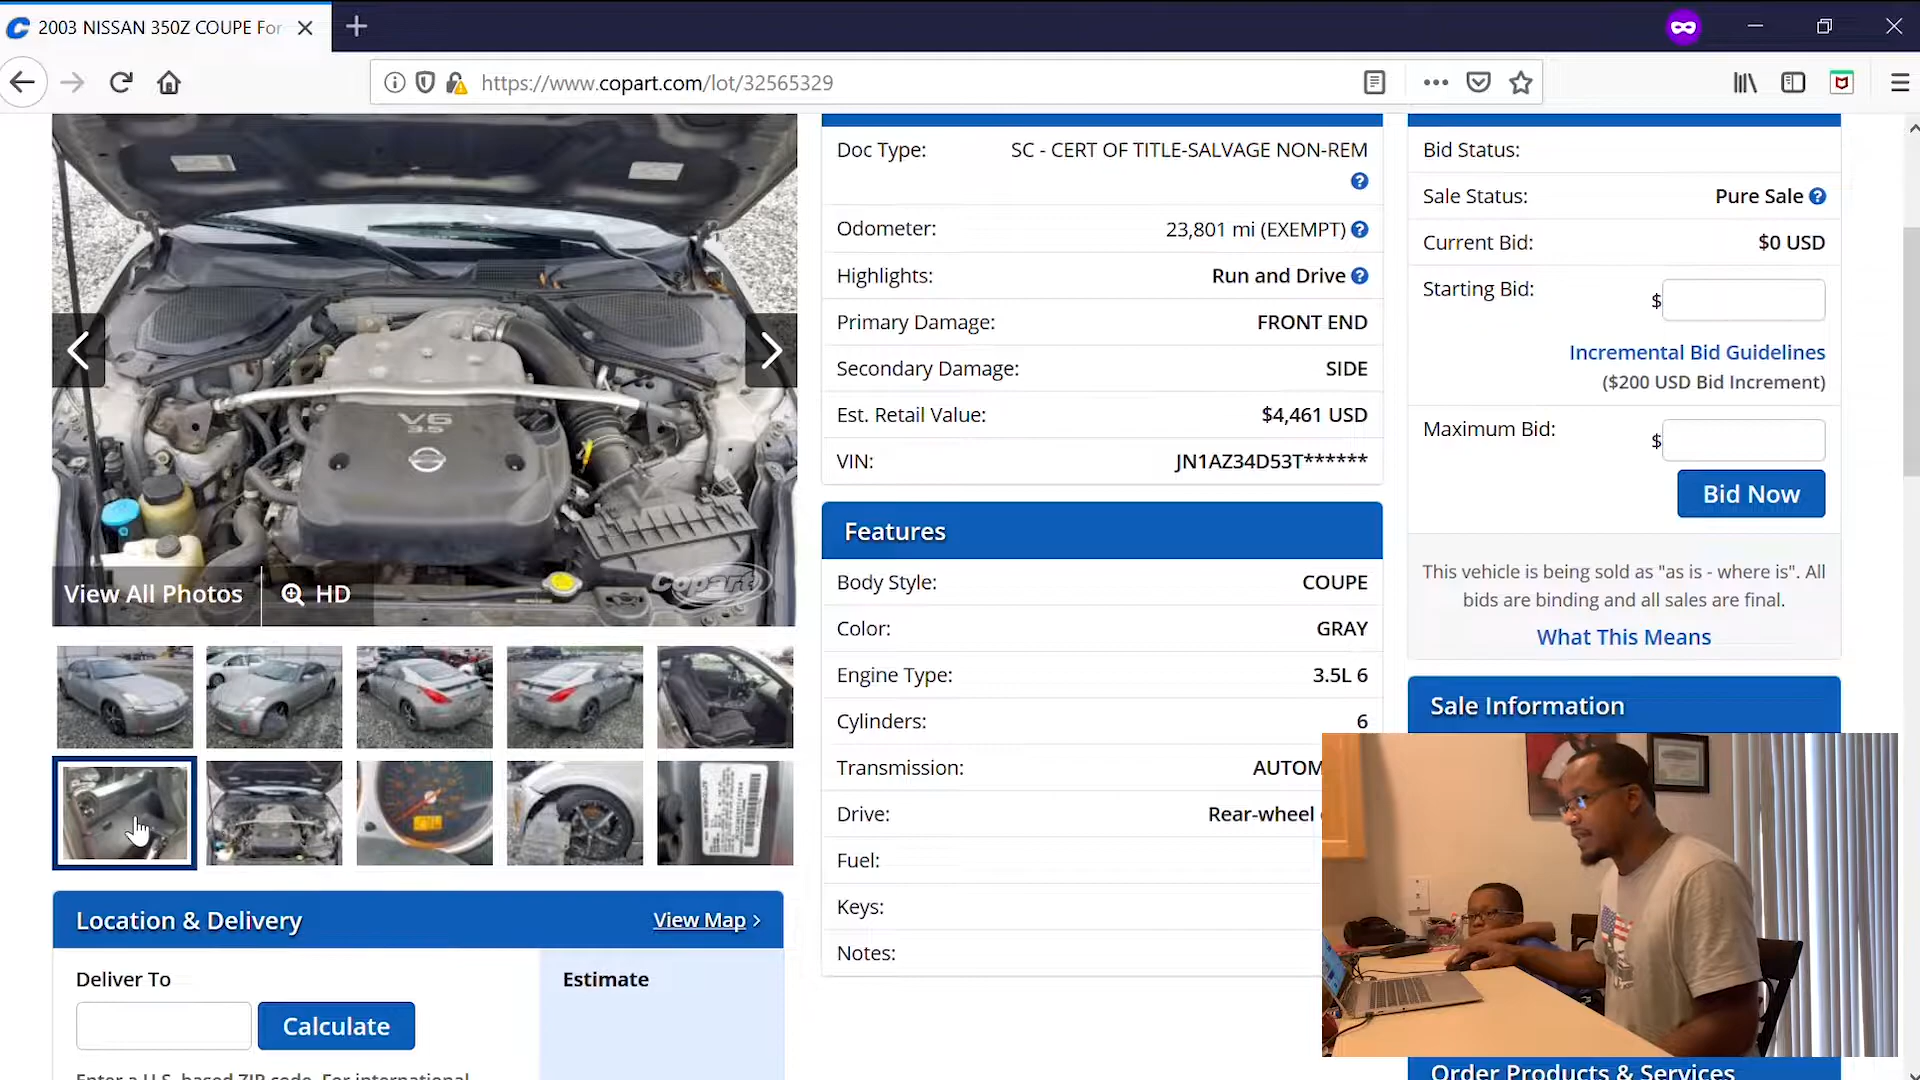 2003 NISSAN 350Z COUPE For
https://www.copart.com/lot/32565329
V6
3.5
Copart
View All Photos
HD
Location & Delivery
View Map
Deliver To
Estimate
Calculate
Enter a U.S. based ZIP code. For international
Doc Type: SC - CERT OF TITLE-SALVAGE NON-REM
Odometer: 23,801 mi (EXEMPT)
Highlights: Run and Drive
Primary Damage: FRONT END
Secondary Damage: SIDE
Est. Retail Value: $4,461 USD
VIN: JN1AZ34D53T******
Features
Body Style: COUPE
Color: GRAY
Engine Type: 3.5L 6
Cylinders: 6
Transmission: AUTOM
Drive: Rear-wheel
Fuel:
Keys:
Notes:
Bid Status:
Sale Status: Pure Sale
Current Bid: $0 USD
Starting Bid: $
Incremental Bid Guidelines
($200 USD Bid Increment)
Maximum Bid: $
Bid Now
This vehicle is being sold as "as is - where is". All
bids are binding and all sales are final.
What This Means
Sale Information
Order Products & Services